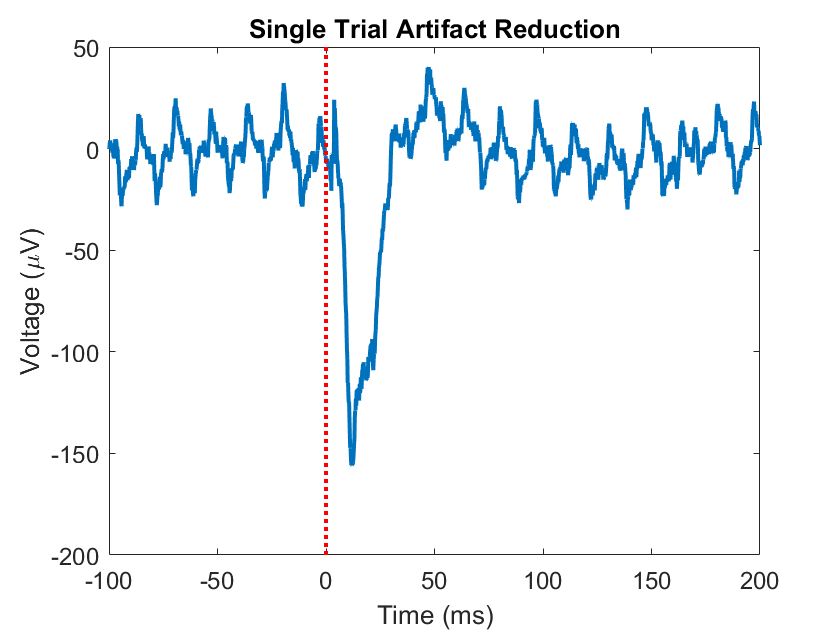 Single Trial Artifact Reduction
50
0
-50
-100
-150
-200
Voltage (μV)
-100 -50 0 50 100 150 200
Time (ms)